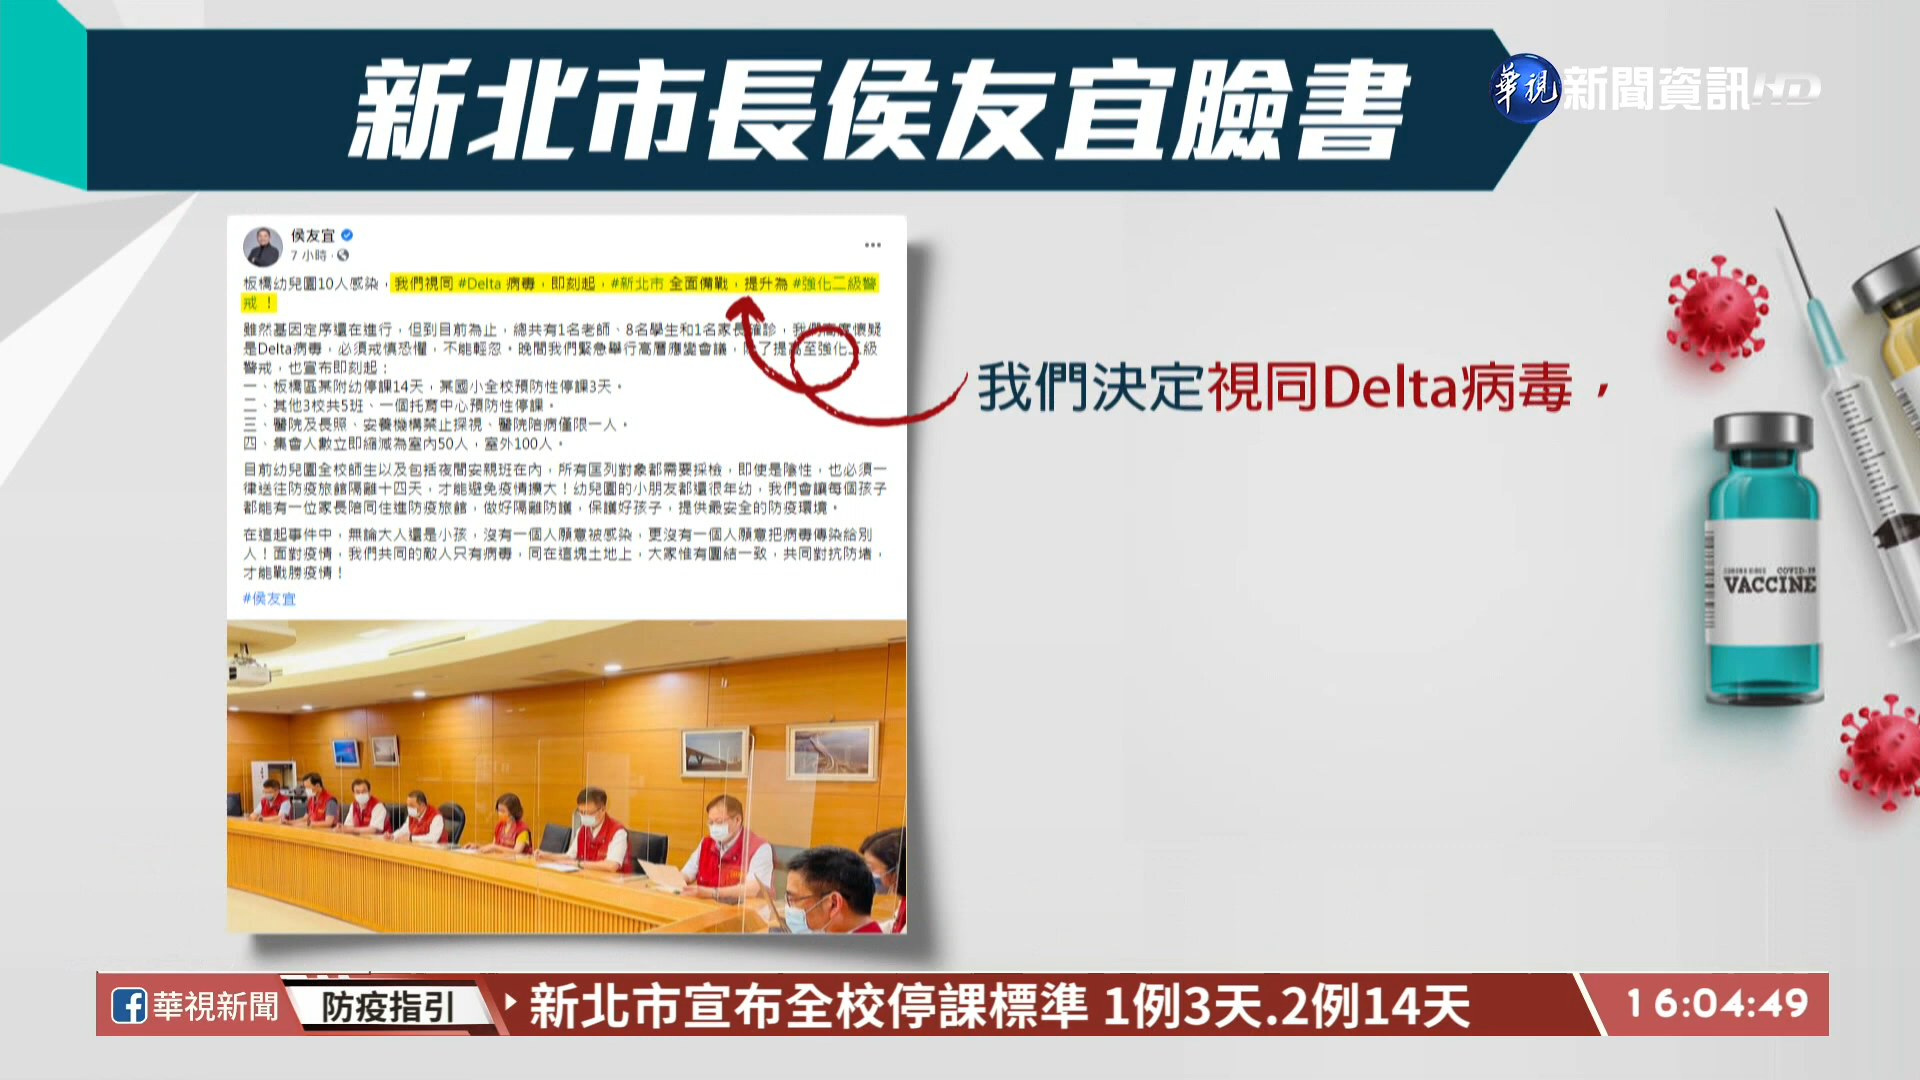 新北市長侯友宜臉書
華視 新聞資訊HD
侯友宜
7 小時
板橋幼兒園10人感染，我們視同 #Delta 病毒，即刻起，#新北市 全面備戰，提升為 #強化二級警
戒 ！
雖然基因定序還在進行，但到目前為止，總共有1名老師、8名學生和1名家長確診，我們高度懷疑
是Delta病毒，必須戒慎恐懼，不能輕忽。晚間我們緊急舉行高層應變會議，除了提高至強化二級
警戒，也宣布即刻起：
一、板橋區某附幼停課14天，某國小全校預防性停課3天。
二、其他3校共5班、一個托育中心預防性停課。
三、醫院及長照、安養機構禁止探視、醫院陪病僅限一人。
四、集會人數立即縮減為室內50人，室外100人。
目前幼兒園全校師生以及包括夜間安親班在內，所有匡列對象都需要採檢，即使是陰性，也必須一
律送往防疫旅館隔離十四天，才能避免疫情擴大！幼兒園的小朋友都還很年幼，我們會讓每個孩子
都能有一位家長陪同住進防疫旅館，做好隔離防護，保護好孩子，提供最安全的防疫環境。
在這起事件中，無論大人還是小孩，沒有一個人願意被感染，更沒有一個人願意把病毒傳染給別
人！面對疫情，我們共同的敵人只有病毒，同在這塊土地上，大家惟有團結一致，共同對抗防堵，
才能戰勝疫情！
#侯友宜
我們決定視同Delta病毒，
COVID-19
VACCINE
華視新聞
防疫指引
新北市宣布全校停課標準 1例3天.2例14天
16:04:49